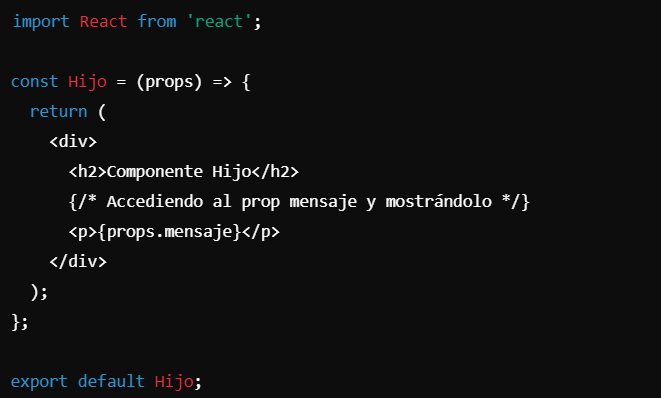 import React from 'react';
const Hijo = (props) => {
return (
<div>
<h2>Componente Hijo</h2>
{/* Accediendo al prop mensaje y mostrándolo */}
<p>{props.mensaje}</p>
</div>
);
};
export default Hijo;